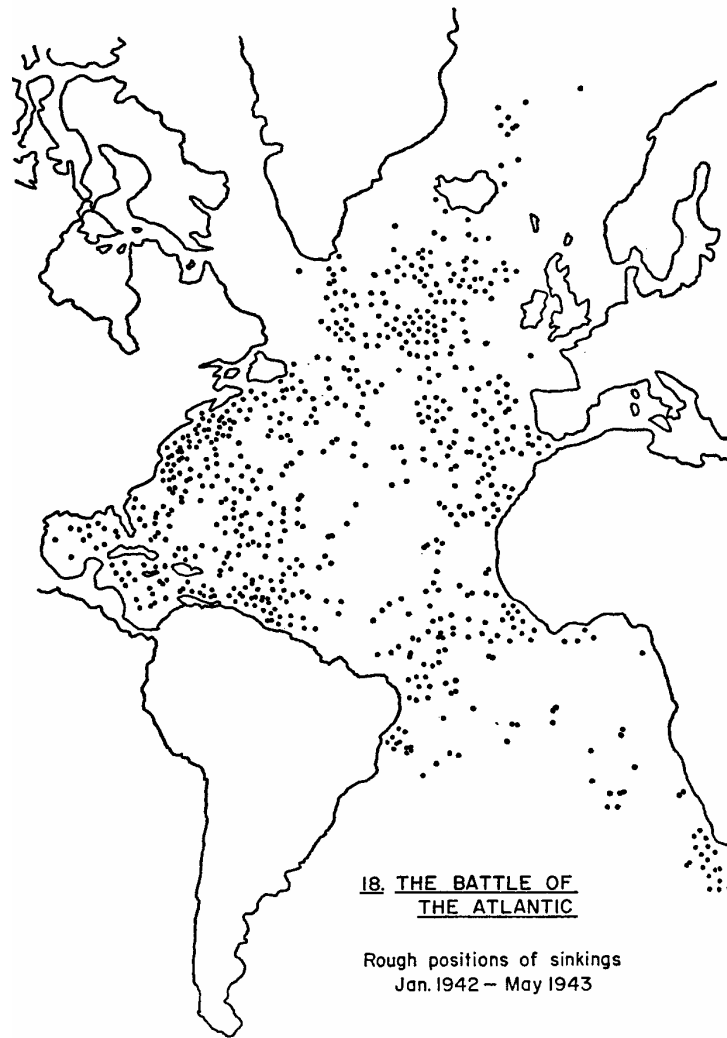 18. THE BATTLE OF
THE ATLANTIC
Rough positions of sinkings
Jan. 1942 – May 1943